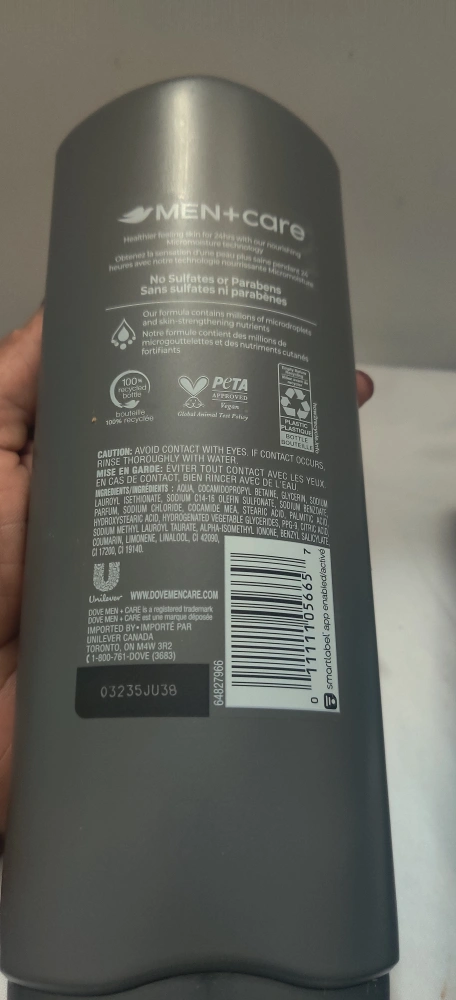 MEN+care
Healthier feeling skin for 24hrs with our nourishing
Micromoisture technology
Obtenez la sensation d'une peau plus saine pendant 24
heures avec notre technologie nourrissante Micromoisture
No Sulfates or Parabens
Sans sulfates ni parabènes
Our formula contains millions of microdroplets
and skin-strengthening nutrients
Notre formule contient des millions de
microgouttelettes et des nutriments cutanés
fortifiants
100%
recycled
bottle
bouteille
100% recyclée
PETA
APPROVED
Vegan
Global Animal Test Policy
PLASTIC
PLASTIQUE
BOTTLE
BOUTEILLE
CAUTION: AVOID CONTACT WITH EYES. IF CONTACT OCCURS,
RINSE THOROUGHLY WITH WATER.
MISE EN GARDE: ÉVITER TOUT CONTACT AVEC LES YEUX.
EN CAS DE CONTACT, BIEN RINCER AVEC DE L'EAU.
INGREDIENTS/INGRÉDIENTS : AQUA, COCAMIDOPROPYL BETAINE, GLYCERIN, SODIUM
LAUROYL ISETHIONATE, SODIUM C14-16 OLEFIN SULFONATE, SODIUM BENZOATE,
PARFUM, SODIUM CHLORIDE, COCAMIDE MEA, STEARIC ACID, PALMITIC ACID,
HYDROXYSTEARIC ACID, HYDROGENATED VEGETABLE GLYCERIDES, PPG-9, CITRIC ACID,
SODIUM METHYL LAUROYL TAURATE, ALPHA-ISOMETHYL IONONE, BENZYL SALICYLATE,
COUMARIN, LIMONENE, LINALOOL, CI 42090,
CI 17200, CI 19140.
Unilever
WWW.DOVEMENCARE.COM
DOVE MEN + CARE is a registered trademark
DOVE MEN + CARE est une marque déposée
IMPORTED BY • IMPORTÉ PAR
UNILEVER CANADA
TORONTO, ON M4W 3R2
1-800-761-DOVE (3683)
03235JU38
64827966
0 11111 05665 7
smartlabel app enabled/activé